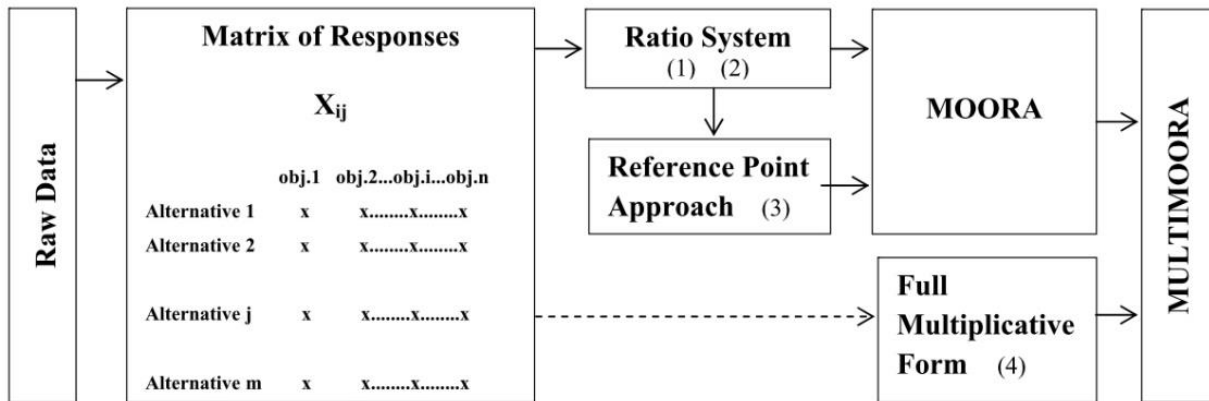 Raw Data
Matrix of Responses
Xij
obj.1 obj.2...obj.i...obj.n
Alternative 1 x x........x........x
Alternative 2 x x........x........x
Alternative j x x........x........x
Alternative m x x........x........x
Ratio System
(1) (2)
Reference Point
Approach (3)
MOORA
Full
Multiplicative
Form (4)
MULTIMOORA